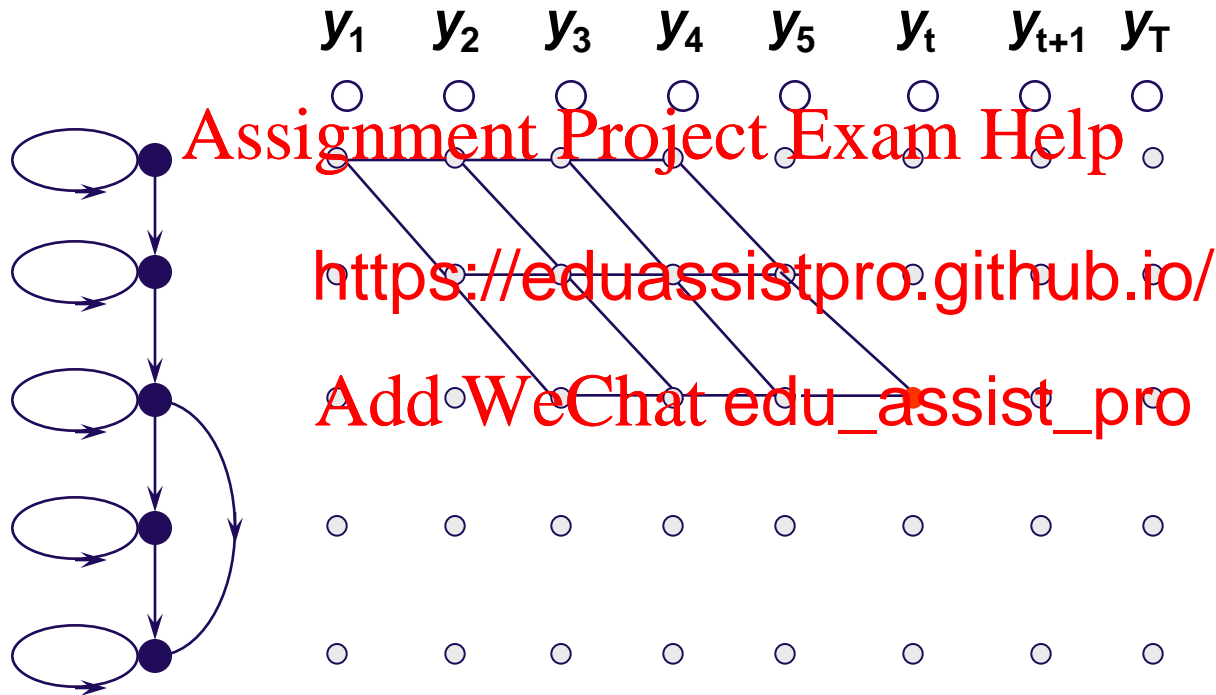 y1 y2 y3 y4 y5 yt yt+1 yT
Assignment Project Exam Help
https://eduassistpro.github.io/
Add WeChat edu_assist_pro